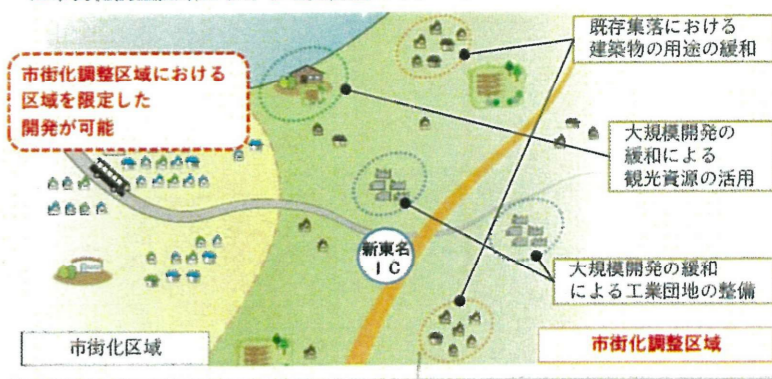 既存集落における
建築物の用途の緩和
市街化調整区域における
区域を限定した
開発が可能
大規模開発の
緩和による
観光資源の活用
新東名
IC
大規模開発の緩和
による工業団地の整備
市街化区域
市街化調整区域